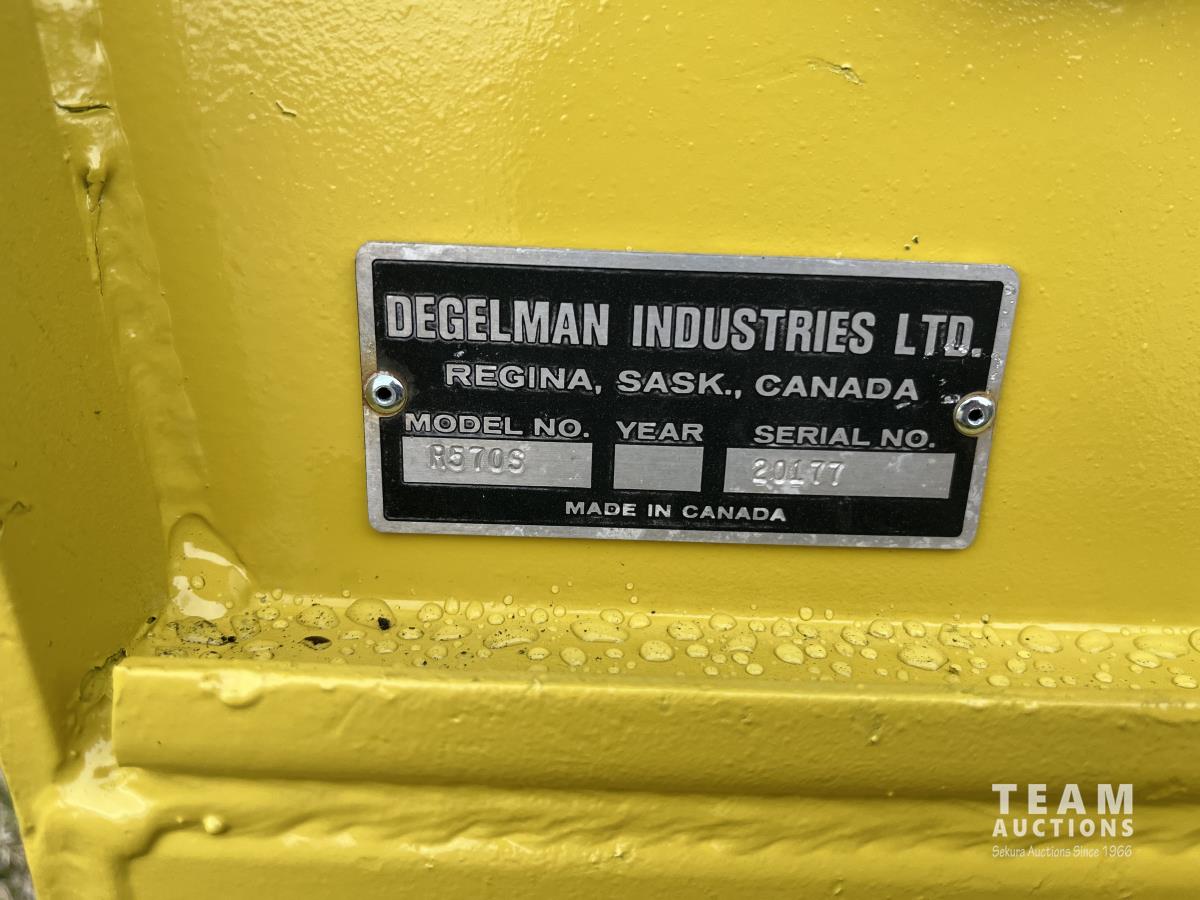 DEGELMAN INDUSTRIES LTD.
REGINA, SASK., CANADA
MODEL NO. YEAR SERIAL NO.
R570S 20177
MADE IN CANADA
TEAM
AUCTIONS
Sekura Auctions Since 1966